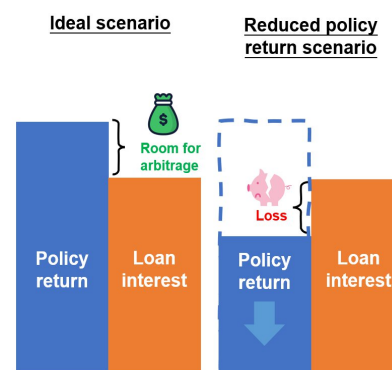 Ideal scenario
$
Room for
arbitrage
Policy
return
Loan
interest
Reduced policy
return scenario
Loss
Policy
return
Loan
interest